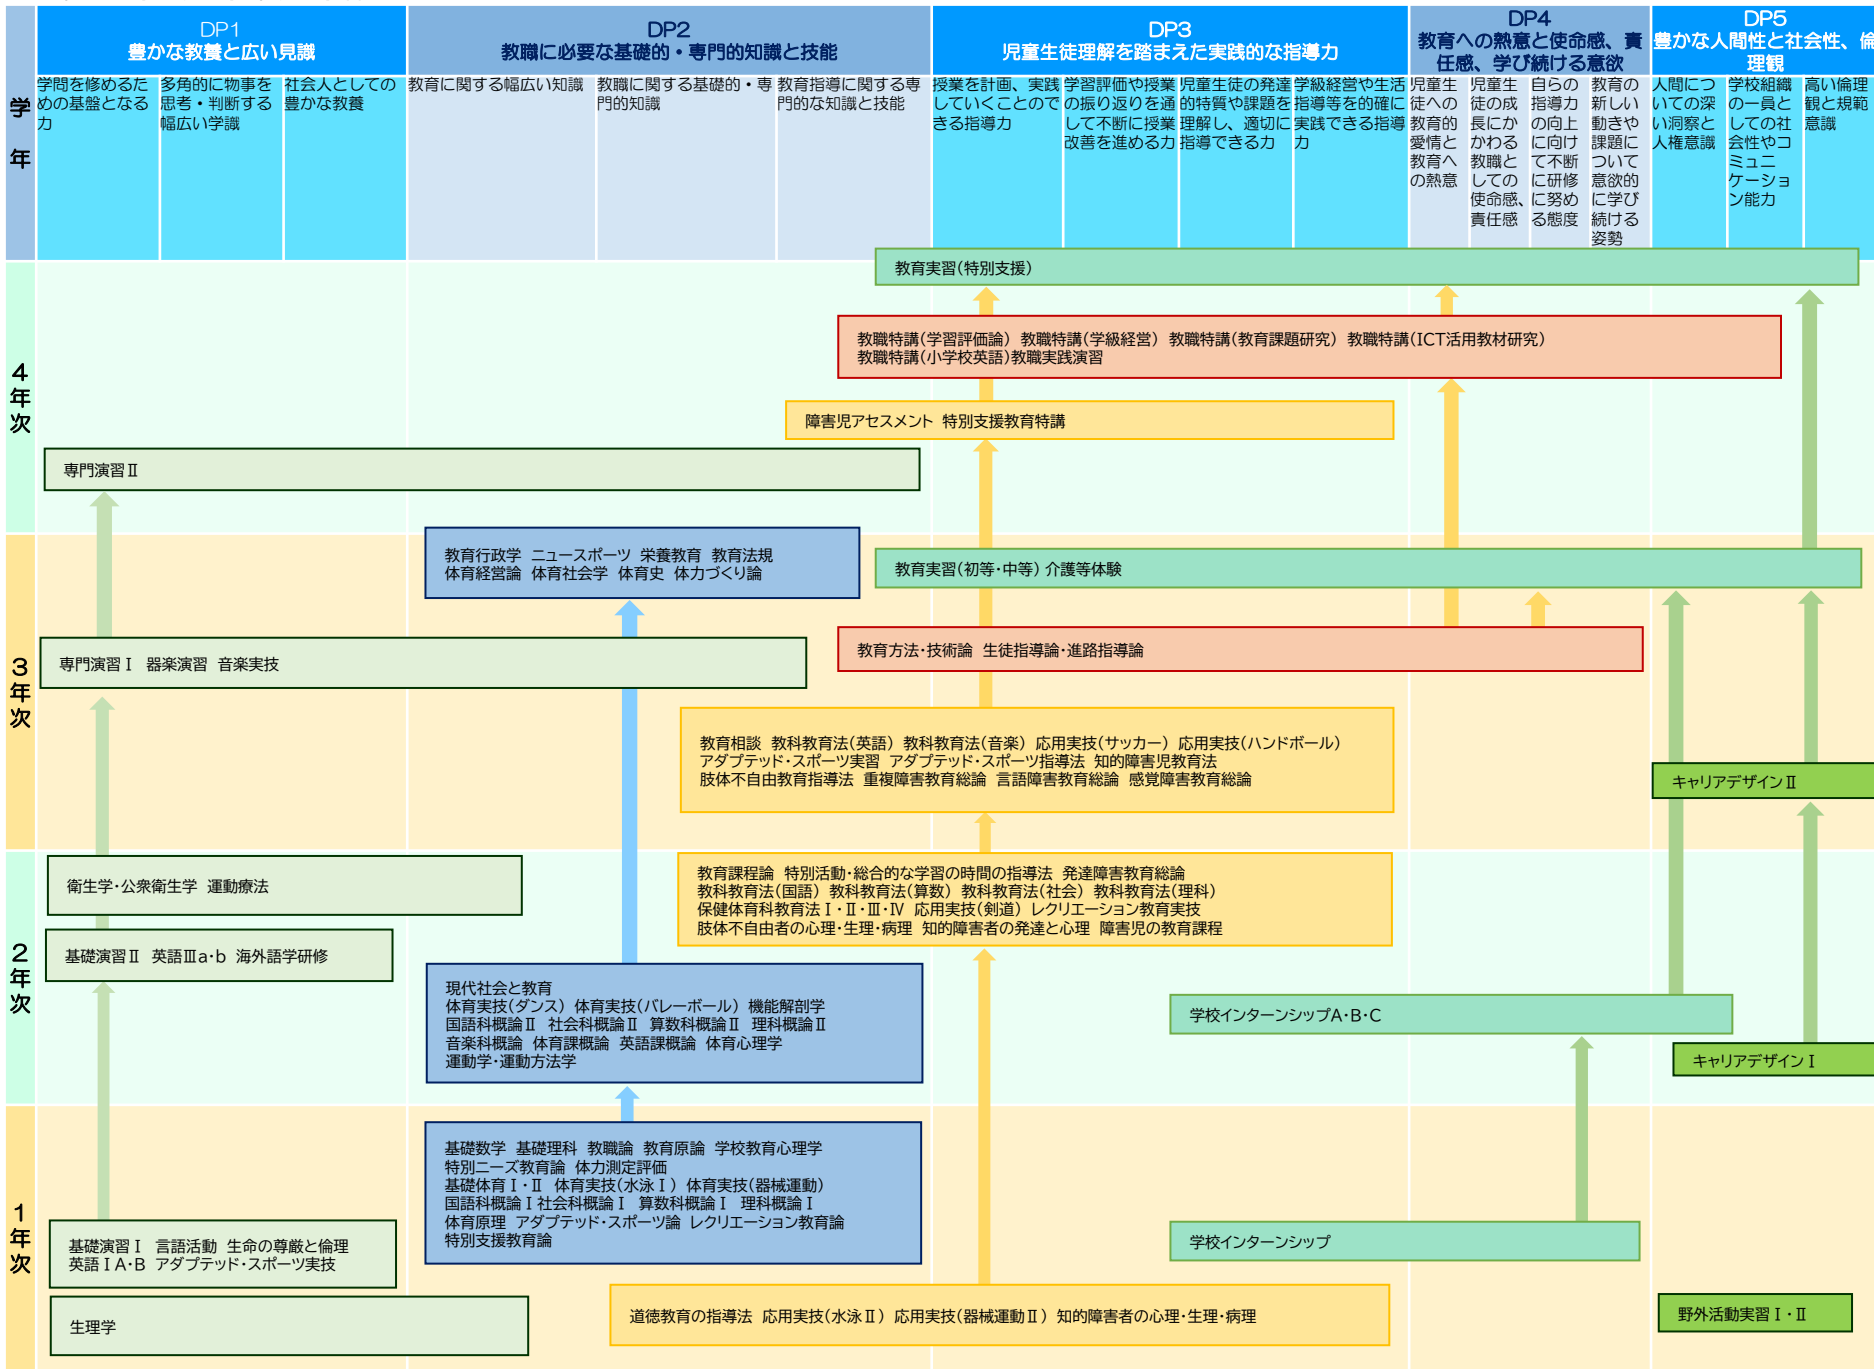 学
年
DP1
豊かな教養と広い見識
DP2
教職に必要な基礎的・専門的知識と技能
DP3
児童生徒理解を踏まえた実践的な指導力
DP4
教育への熱意と使命感、責
任感、学び続ける意欲
DP5
豊かな人間性と社会性、倫
理観
学問を修めるた
めの基盤となる
力
多角的に物事を
思考・判断する
幅広い学識
社会人としての
豊かな教養
教育に関する幅広い知識
教職に関する基礎的・専
門的知識
教育指導に関する専
門的な知識と技能
授業を計画、実践
していくことので
きる指導力
学習評価や授業
の振り返りを通
して不断に授業
改善を進める力
児童生徒の発達
的特質や課題を
理解し、適切に
指導できる力
学級経営や生活
指導等を的確に
実践できる指導
力
児童生
徒への
教育的
愛情と
教育へ
の熱意
児童生
徒の成
長にか
かわる
教職と
しての
使命感、
責任感
自らの
指導力
の向上
に向け
て不断
に研修
に努め
る態度
教育の
新しい
動きや
課題に
ついて
意欲的
に学び
続ける
姿勢
人間につ
いての深
い洞察と
人権意識
学校組織
の一員と
しての社
会性やコ
ミュニ
ケーショ
ン能力
高い倫理
観と規範
意識
4
年
次
教育実習(特別支援)
教職特講(学習評価論) 教職特講(学級経営) 教職特講(教育課題研究) 教職特講(ICT活用教材研究)
教職特講(小学校英語)教職実践演習
障害児アセスメント 特別支援教育特講
専門演習Ⅱ
3
年
次
教育行政学 ニュースポーツ 栄養教育 教育法規
体育経営論 体育社会学 体育史 体力づくり論
教育実習(初等・中等) 介護等体験
専門演習Ⅰ 器楽演習 音楽実技
教育方法・技術論 生徒指導論・進路指導論
教育相談 教科教育法(英語) 教科教育法(音楽) 応用実技(サッカー) 応用実技(ハンドボール)
アダプテッド・スポーツ実習 アダプテッド・スポーツ指導法 知的障害児教育法
肢体不自由教育指導法 重複障害教育総論 言語障害教育総論 感覚障害教育総論
キャリアデザインⅡ
2
年
次
衛生学・公衆衛生学 運動療法
教育課程論 特別活動・総合的な学習の時間の指導法 発達障害教育総論
教科教育法(国語) 教科教育法(算数) 教科教育法(社会) 教科教育法(理科)
保健体育科教育法Ⅰ・Ⅱ・Ⅲ・Ⅳ 応用実技(剣道) レクリエーション教育実技
肢体不自由者の心理・生理・病理 知的障害者の発達と心理 障害児の教育課程
基礎演習Ⅱ 英語Ⅲa・b 海外語学研修
現代社会と教育
体育実技(ダンス) 体育実技(バレーボール) 機能解剖学
国語科概論Ⅱ 社会科概論Ⅱ 算数科概論Ⅱ 理科概論Ⅱ
音楽科概論 体育課概論 英語課概論 体育心理学
運動学・運動方法学
学校インターンシップA・B・C
キャリアデザインⅠ
1
年
次
基礎数学 基礎理科 教職論 教育原論 学校教育心理学
特別ニーズ教育論 体力測定評価
基礎体育Ⅰ・Ⅱ 体育実技(水泳Ⅰ) 体育実技(器械運動)
国語科概論Ⅰ社会科概論Ⅰ 算数科概論Ⅰ 理科概論Ⅰ
体育原理 アダプテッド・スポーツ論 レクリエーション教育論
特別支援教育論
基礎演習Ⅰ 言語活動 生命の尊厳と倫理
英語ⅠA・B アダプテッド・スポーツ実技
学校インターンシップ
生理学
道徳教育の指導法 応用実技(水泳Ⅱ) 応用実技(器械運動Ⅱ) 知的障害者の心理・生理・病理
野外活動実習Ⅰ・Ⅱ